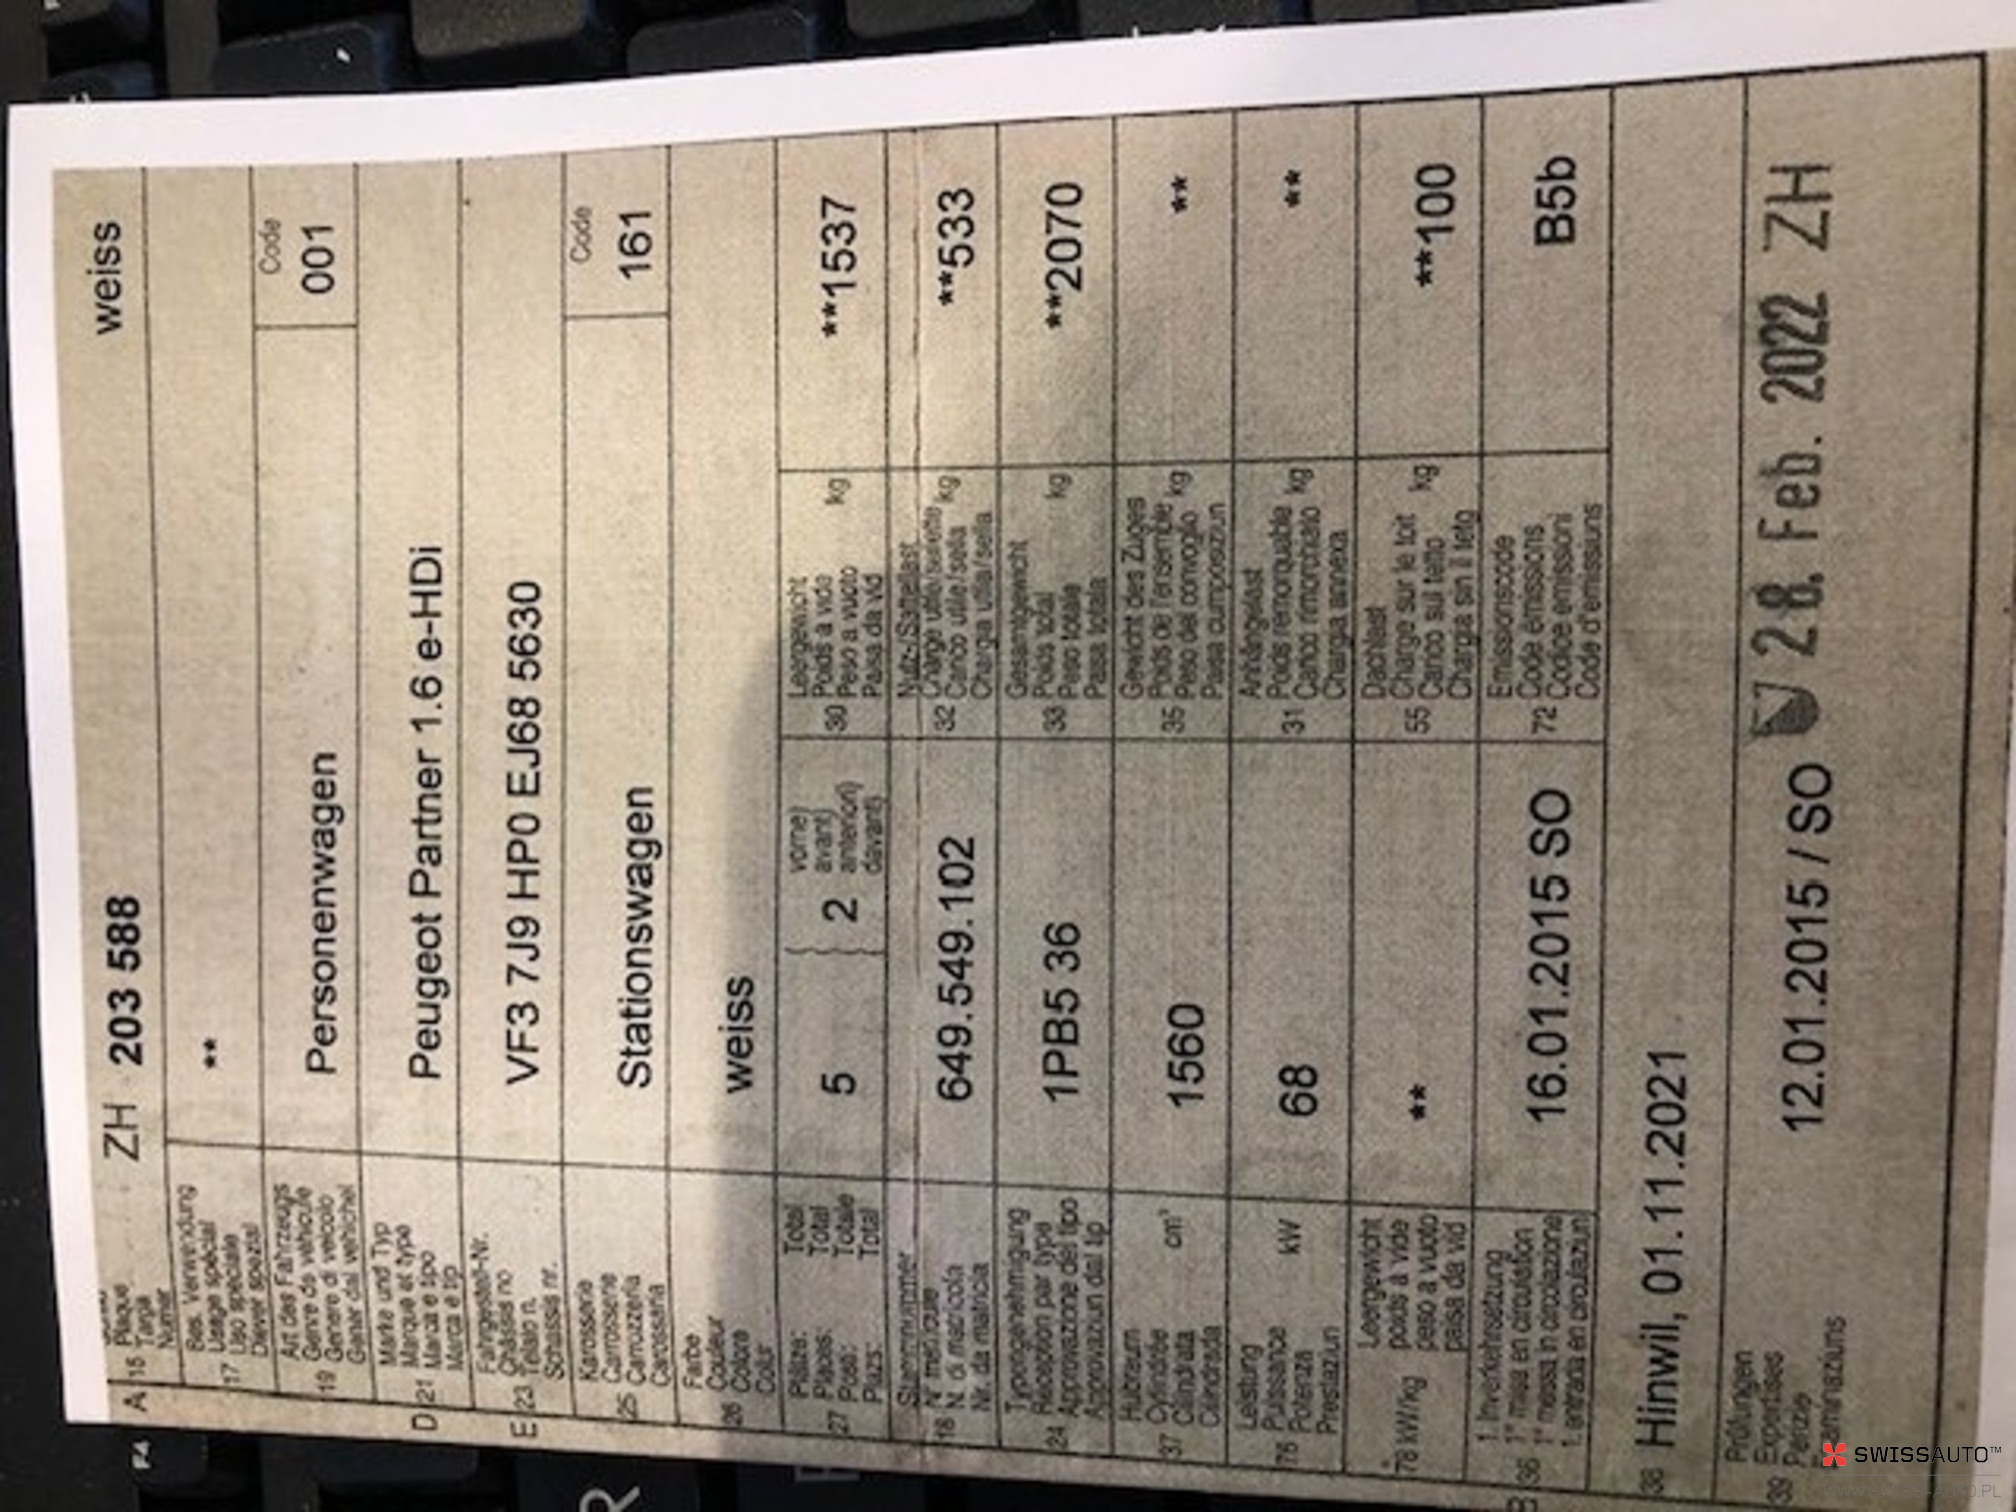 A 15 Plaque ZH 203 588 weiss
Targa
Numer
Bes. Verwendung
Usage spécial
17 Uso speciale **
Diever spezial
Art des Fahrzeugs Code
Genre de véhicule
19 Genere di veicolo Personenwagen 001
Gener dal vehichel
Marke und Typ
Marque et type
D 21 Marca e tipo Peugeot Partner 1.6 e-HDi
Marca e tip
Fahrgestell-Nr.
Châssis no
E 23 Telaio n. VF3 7J9 HP0 EJ68 5630
Schassis nr.
Karosserie Code
Carrosserie
25 Carrozzeria Stationswagen 161
Carossaria
Farbe
Couleur
26 Colore weiss
Colur
Plätze: Total vorne) Leergewicht
Places: Total avant) Poids à vide
27 Posti: Totale 5 2 anteriori) 30 Peso a vuoto kg **1537
Plazs: Total davant) Paisa da vid
Stammnummer Nutz-/Sattellast
N° matricule Charge utile/sellette
18 N. di matricola 649.549.102 32 Carico utile/sella kg **533
Nr. da matricla Chargia utila/sella
Typengenehmigung Gesamtgewicht
Réception par type Poids total
24 Approvazione del tipo 1PB5 36 33 Peso totale kg **2070
Approvaziun dal tip Paisa totala
Hubraum Gewicht des Zuges
Cylindrée cm³ Poids de l'ensemble
37 Cilindrata 1560 35 Peso del convoglio kg **
Cilindrada Paisa cumposiziun
Leistung Anhängelast
Puissance kW Poids remorquable
76 Potenza 68 31 Carico rimorchiato kg **
Prestaziun Chargia annexa
Leergewicht Dachlast
poids à vide Charge sur le toit
78 kW/kg peso a vuoto ** 55 Carico sul tetto kg **100
paisa da vid Chargia sin il tetg
1. Inverkehrsetzung Emissionscode
1re mise en circulation Code émissions
B 36 1a messa in circolazione 16.01.2015 SO 72 Codice emissioni B5b
1. entrada en circulaziun Code d'emissiuns
38 Hinwil, 01.11.2021
Prüfungen
Expertises
39 Perizie 12.01.2015 / SO 28. Feb. 2022 ZH
Examinaziuns
F4
R
SWISSAUTO™